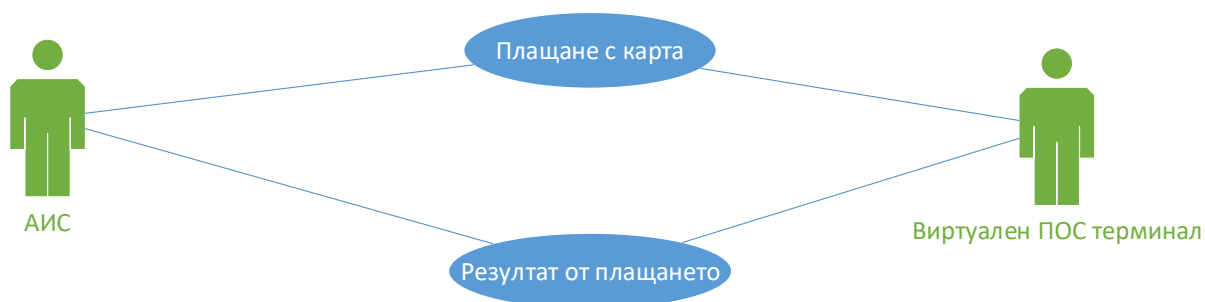 Плащане с карта
АИС
Виртуален ПОС терминал
Резултат от плащането